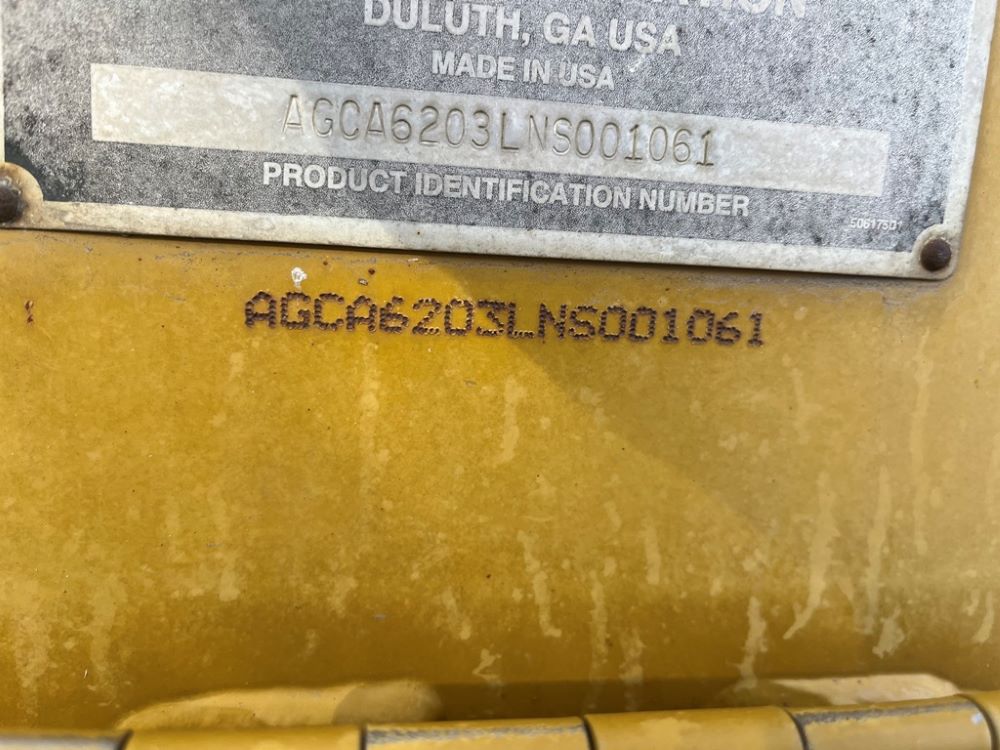 DULUTH, GA USA
MADE IN USA
AGCA6203LNS001061
PRODUCT IDENTIFICATION NUMBER
AGCA6203LNS001061